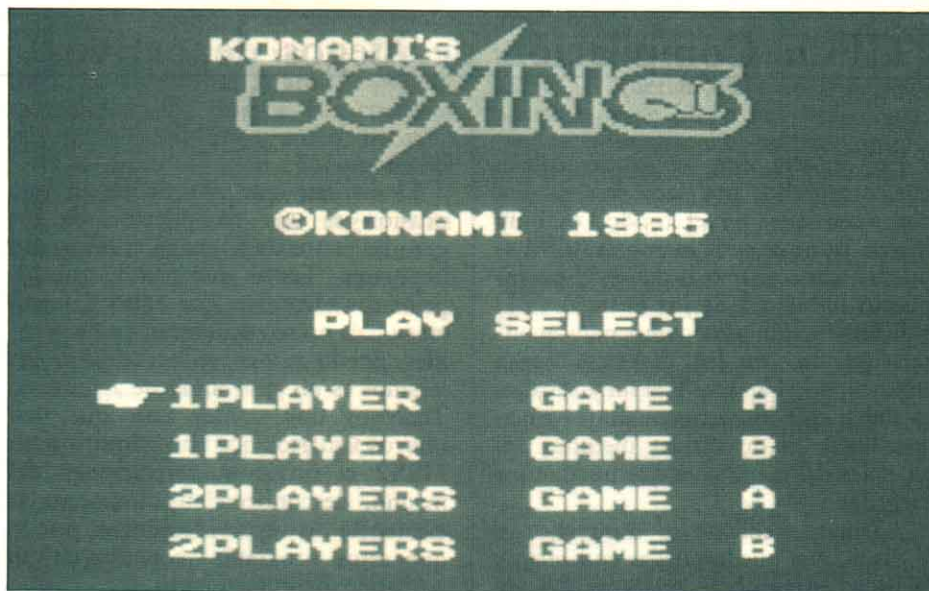 KONAMI'S
BOXING
©KONAMI 1985
PLAY SELECT
1PLAYER GAME A
1PLAYER GAME B
2PLAYERS GAME A
2PLAYERS GAME B